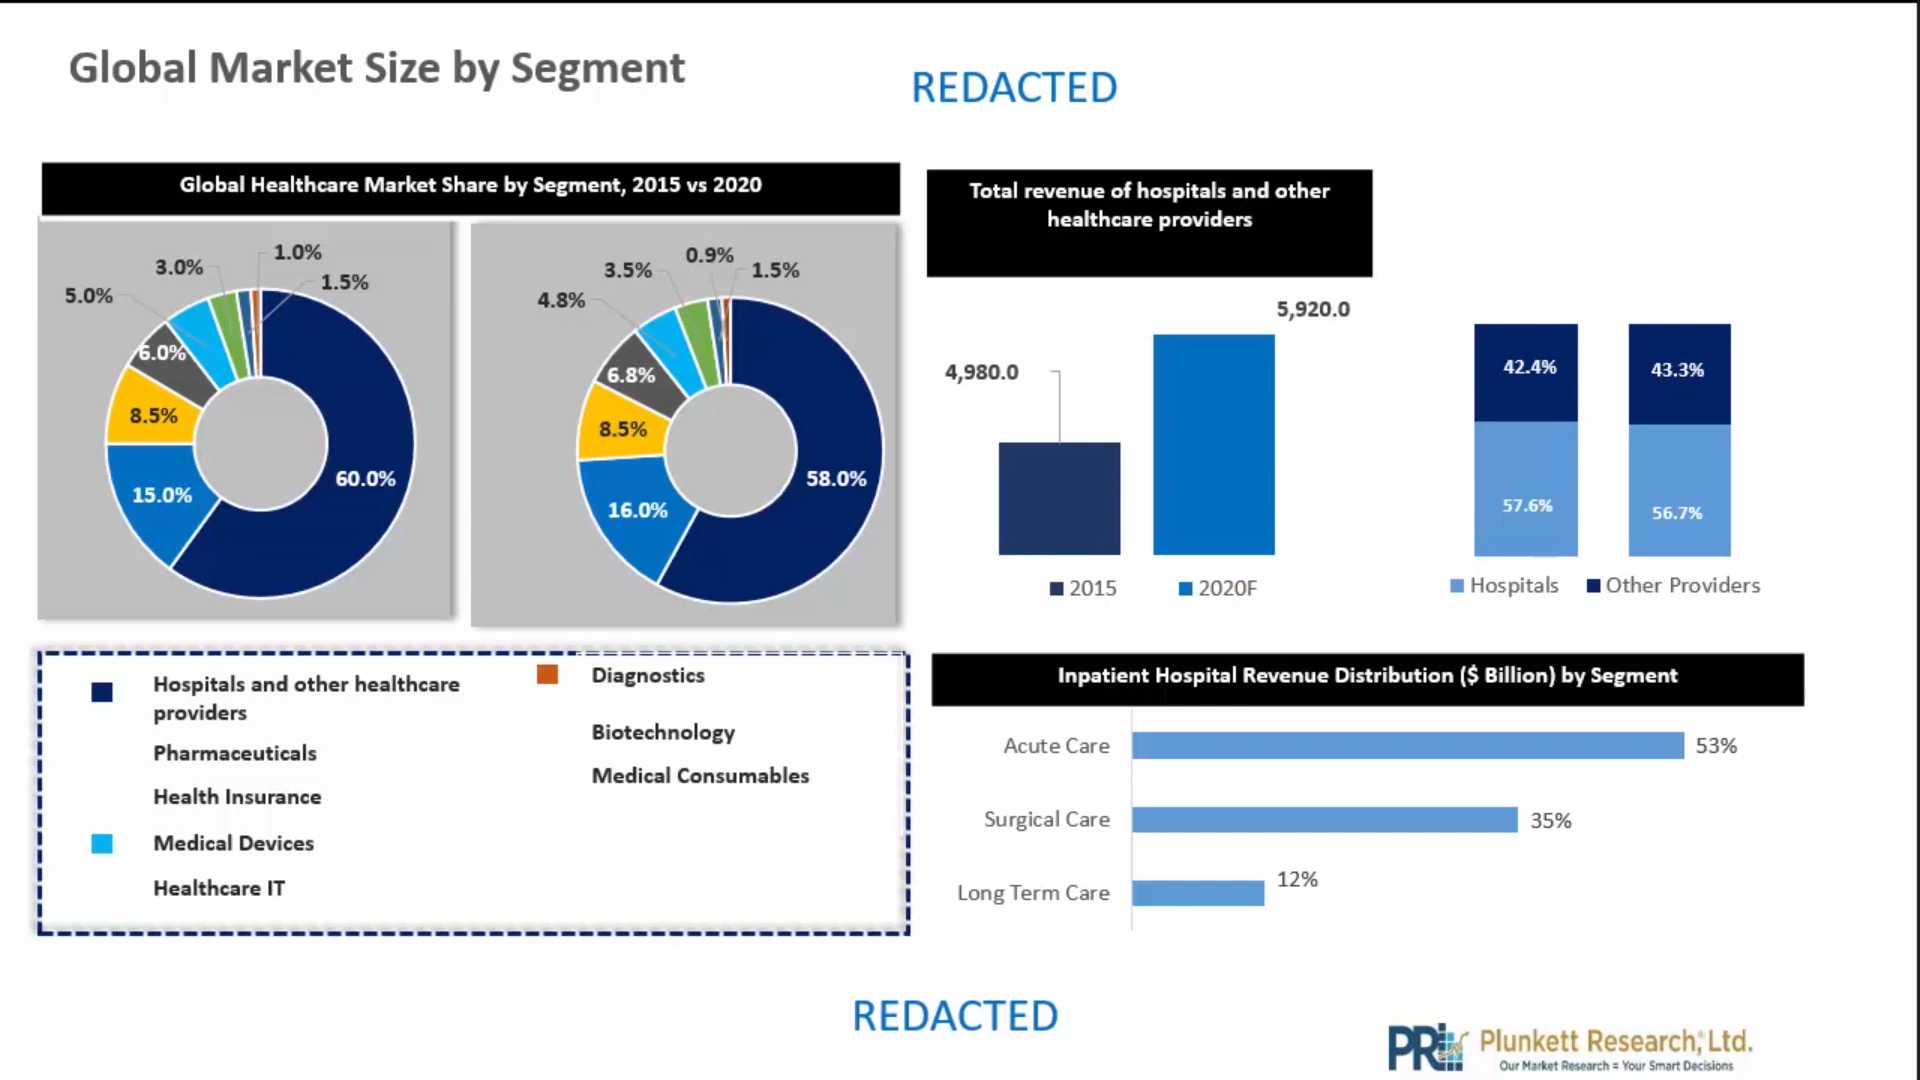 Global Market Size by Segment
REDACTED
Global Healthcare Market Share by Segment, 2015 vs 2020
1.0%
3.0%
1.5%
5.0%
6.0%
8.5%
60.0%
15.0%
0.9%
3.5%
1.5%
4.8%
6.8%
8.5%
58.0%
16.0%
Hospitals and other healthcare
providers
Pharmaceuticals
Health Insurance
Medical Devices
Healthcare IT
Diagnostics
Biotechnology
Medical Consumables
Total revenue of hospitals and other
healthcare providers
5,920.0
4,980.0
2015
2020F
42.4%
43.3%
57.6%
56.7%
Hospitals
Other Providers
Inpatient Hospital Revenue Distribution ($ Billion) by Segment
Acute Care
53%
Surgical Care
35%
Long Term Care
12%
REDACTED
PRi
Plunkett Research,® Ltd.
Our Market Research = Your Smart Decisions